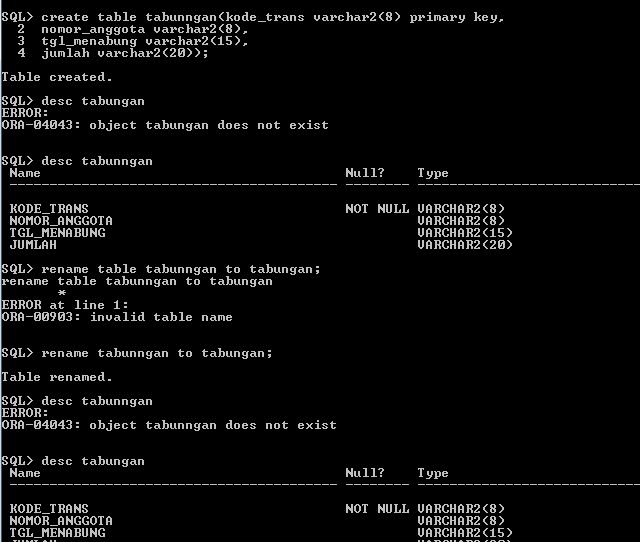 SQL> create table tabunngan(kode_trans varchar2(8) primary key,
2 nomor_anggota varchar2(8),
3 tgl_menabung varchar2(15),
4 jumlah varchar2(20));
Table created.
SQL> desc tabungan
ERROR:
ORA-04043: object tabungan does not exist
SQL> desc tabunngan
Name Null? Type
----------------------------------------- -------- ----------------------------
KODE_TRANS NOT NULL VARCHAR2(8)
NOMOR_ANGGOTA VARCHAR2(8)
TGL_MENABUNG VARCHAR2(15)
JUMLAH VARCHAR2(20)
SQL> rename table tabunngan to tabungan;
rename table tabunngan to tabungan
*
ERROR at line 1:
ORA-00903: invalid table name
SQL> rename tabunngan to tabungan;
Table renamed.
SQL> desc tabunngan
ERROR:
ORA-04043: object tabunngan does not exist
SQL> desc tabungan
Name Null? Type
----------------------------------------- -------- ----------------------------
KODE_TRANS NOT NULL VARCHAR2(8)
NOMOR_ANGGOTA VARCHAR2(8)
TGL_MENABUNG VARCHAR2(15)